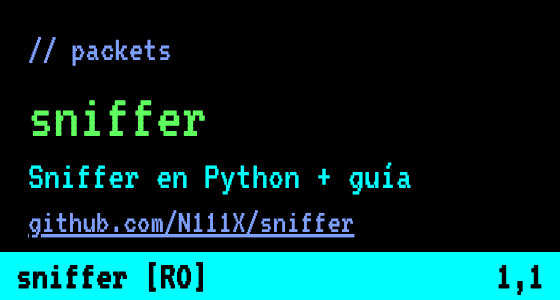 // packets
sniffer
Sniffer en Python + guía
github.com/N111X/sniffer
sniffer [RO] 1,1